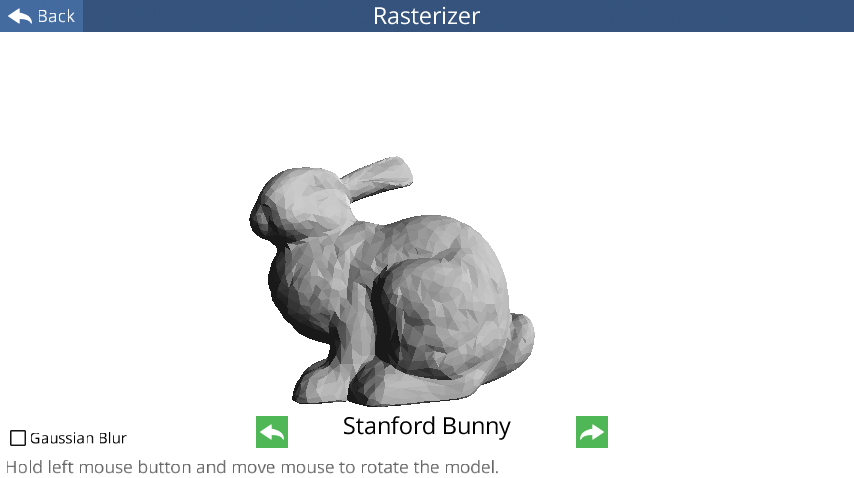 Back
Rasterizer
Stanford Bunny
Gaussian Blur
Hold left mouse button and move mouse to rotate the model.